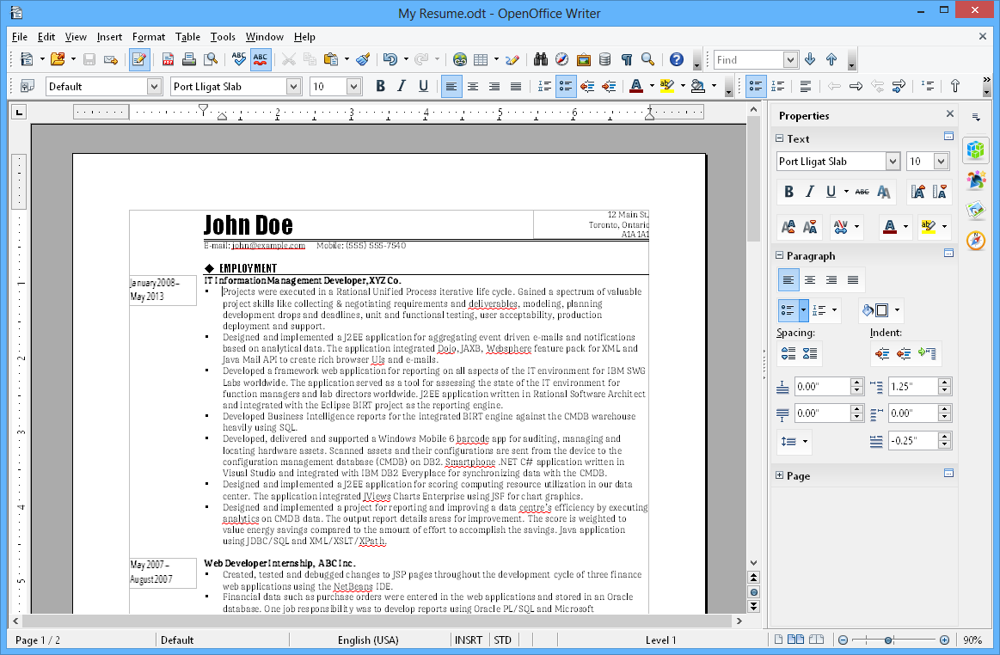 My Resume.odt - OpenOffice Writer
File Edit View Insert Format Table Tools Window Help
Find
Default Port Lligat Slab 10
1 2 3 4 5 6 7
Properties
Text
Port Lligat Slab 10
Paragraph
Spacing: Indent:
0.00" 1.25"
0.00" 0.00"
-0.25"
Page
John Doe
12 Main St.
Toronto, Ontario
A1A 1A1
E-mail: john@example.com Mobile: (555) 555-7540
EMPLOYMENT
January 2008 –
May 2013
IT Information Management Developer, XYZ Co.
Projects were executed in a Rational Unified Process iterative life cycle. Gained a spectrum of valuable
project skills like collecting & negotiating requirements and deliverables, modeling, planning
development drops and deadlines, unit and functional testing, user acceptability, production
deployment and support.
Designed and implemented a J2EE application for aggregating event driven e-mails and notifications
based on analytical data. The application integrated Dojo, JAXB, Websphere feature pack for XML and
Java Mail API to create rich browser UIs and e-mails.
Developed a framework web application for reporting on all aspects of the IT environment for IBM SWG
Labs worldwide. The application served as a tool for assessing the state of the IT environment for
function managers and lab directors worldwide. J2EE application written in Rational Software Architect
and integrated with the Eclipse BIRT project as the reporting engine.
Developed Business Intelligence reports for the integrated BIRT engine against the CMDB warehouse
heavily using SQL.
Developed, delivered and supported a Windows Mobile 6 barcode app for auditing, managing and
locating hardware assets. Scanned assets and their configurations are sent from the device to the
configuration management database (CMDB) on DB2. Smartphone .NET C# application written in
Visual Studio and integrated with IBM DB2 Everyplace for synchronizing data with the CMDB.
Designed and implemented a J2EE application for scoring computing resource utilization in our data
center. The application integrated JViews Charts Enterprise using JSF for chart graphics.
Designed and implemented a project for reporting and improving a data centre's efficiency by executing
analytics on CMDB data. The output report details areas for improvement. The score is weighted to
value energy savings compared to the amount of effort to accomplish the savings. Java application
using JDBC/SQL and XML/XSLT/XPath.
May 2007 –
August 2007
Web Developer Internship, ABC Inc.
Created, tested and debugged changes to JSP pages throughout the development cycle of three finance
web applications using the NetBeans IDE.
Financial data such as purchase orders were entered in the web applications and stored in an Oracle
database. One job responsibility was to develop reports using Oracle PL/SQL and Microsoft
Page 1 / 2 Default English (USA) INSRT STD Level 1 90%